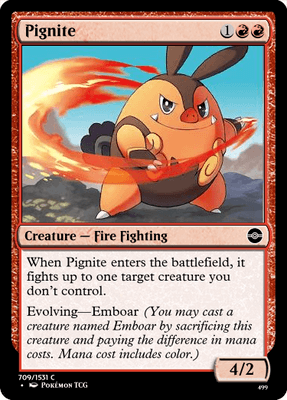 Pignite 1
Creature — Fire Fighting
When Pignite enters the battlefield, it
fights up to one target creature you
don't control.
Evolving—Emboar (You may cast a
creature named Emboar by sacrificing this
creature and paying the difference in mana
costs. Mana cost includes color.)
4/2
709/1531 C
• POKÉMON TCG
499